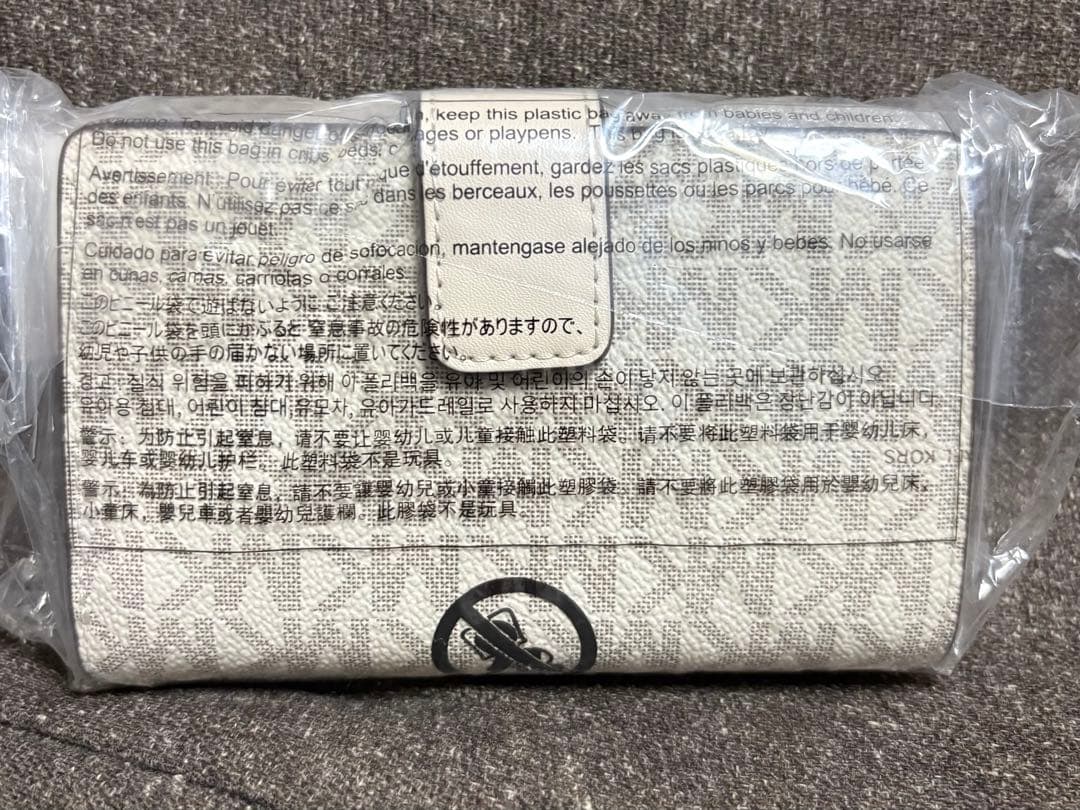 Warning: To avoid danger of keep this plastic bag away from babies and children.
Do not use this bag in cribs, beds, c ages or playpens. bag
Avertissement: Pour éviter tout que d'étouffement, gardez les sacs plastique hors de portée
des enfants. N'utilisez pas ce s dans es berceaux, les poussettes ou les parcs pour bébé. Ce
sac n'est pas un jouet.
Cuidado para evitar peligro de sofocacion, mantengase alejado de los ninos y bebes. No usarse
en cunas, camas, carriolas o corrales.
このビニール袋で遊ばないように、ご注意ください。
このビニール袋を頭にかぶると窒息事故の危険性がありますので、
幼児や子供の手の届かない場所に置いてください。
경고: 질식 위험을 피하기 위해 이 폴리백을 유아 및 어린이의 손이 닿지 않는 곳에 보관하십시오
유아용 침대, 어린이 침대, 유모차, 유아가드레일로 사용하지 마십시오. 이 폴리백은 장난감이 아닙니다
警示: 为防止引起窒息, 请不要让婴幼儿或儿童接触此塑料袋。请不要将此塑料袋用于婴幼儿床,
婴儿车或婴幼儿护栏。此塑料袋不是玩具。
KORS
警示: 為防止引起窒息, 請不要讓嬰幼兒或小童接觸此塑膠袋。請不要將此塑膠袋用於嬰幼兒床,
小童床, 嬰兒車或者嬰幼兒護欄。此膠袋不是玩具。